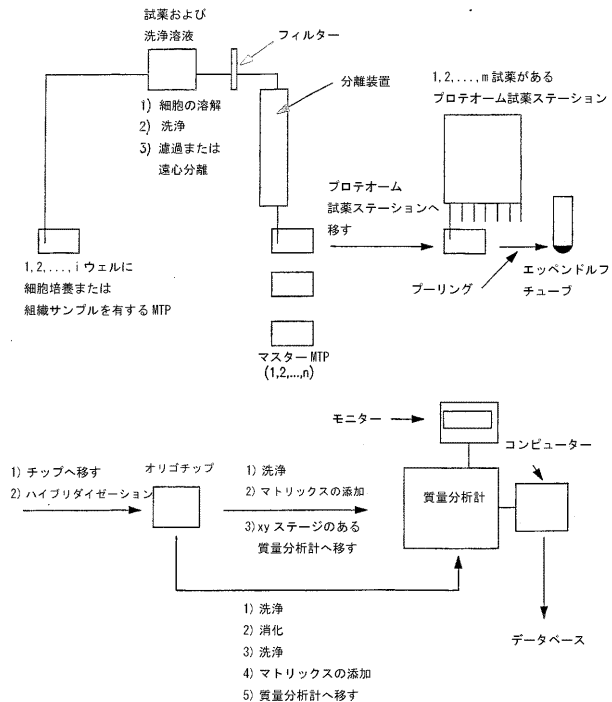 試薬および
洗浄溶液
フィルター
1) 細胞の溶解
2) 洗浄
3) 濾過または
遠心分離
分離装置
1,2,...,m試薬がある
プロテオーム試薬ステーション
プロテオーム
試薬ステーションへ
移す
1,2,...,iウェルに
細胞培養または
組織サンプルを有するMTP
プーリング
エッペンドルフ
チューブ
マスターMTP
(1,2,...,n)
モニター
コンピューター
1) チップへ移す
2) ハイブリダイゼーション
オリゴチップ
1) 洗浄
2) マトリックスの添加
3)xyステージのある
質量分析計へ移す
質量分析計
1) 洗浄
2) 消化
3) 洗浄
4) マトリックスの添加
5) 質量分析計へ移す
データベース